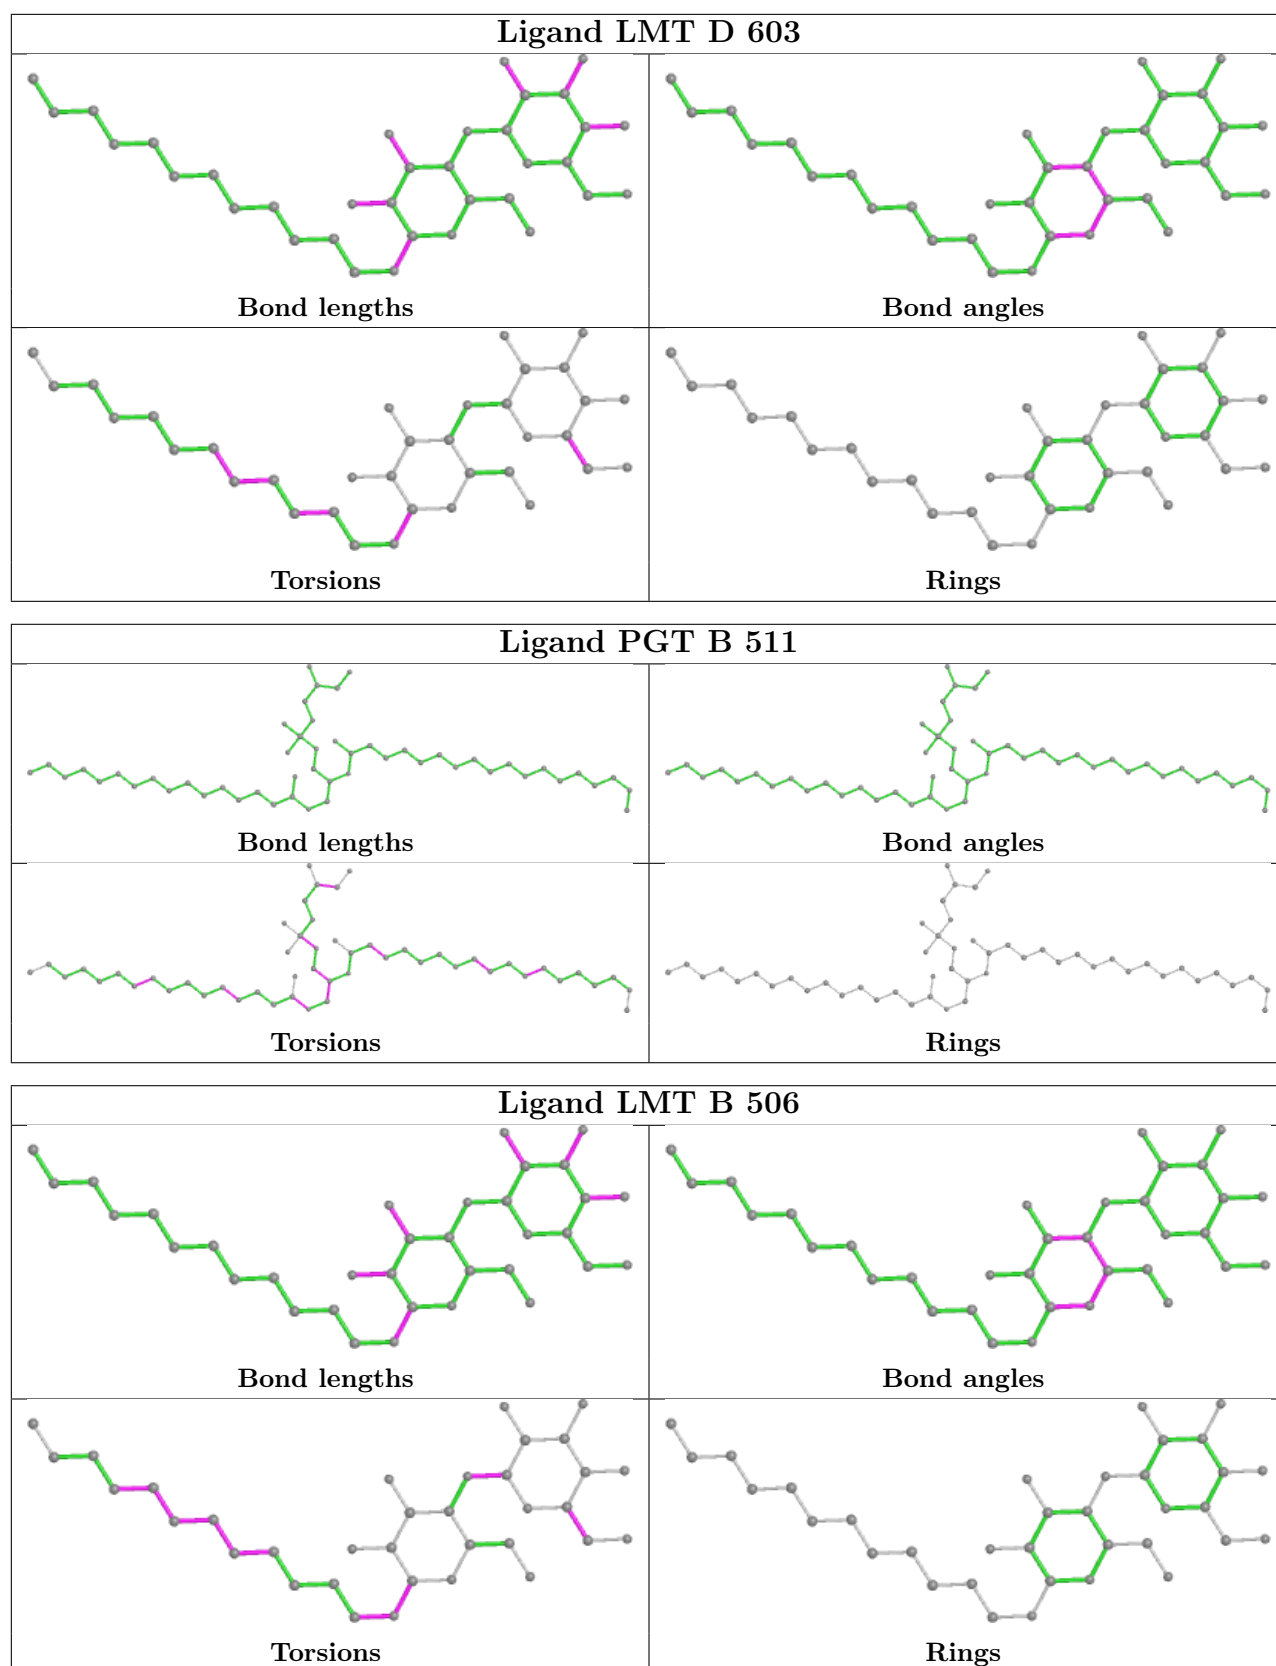 Ligand LMT D 603
Bond lengths
Bond angles
Torsions
Rings
Ligand PGT B 511
Bond lengths
Bond angles
Torsions
Rings
Ligand LMT B 506
Bond lengths
Bond angles
Torsions
Rings